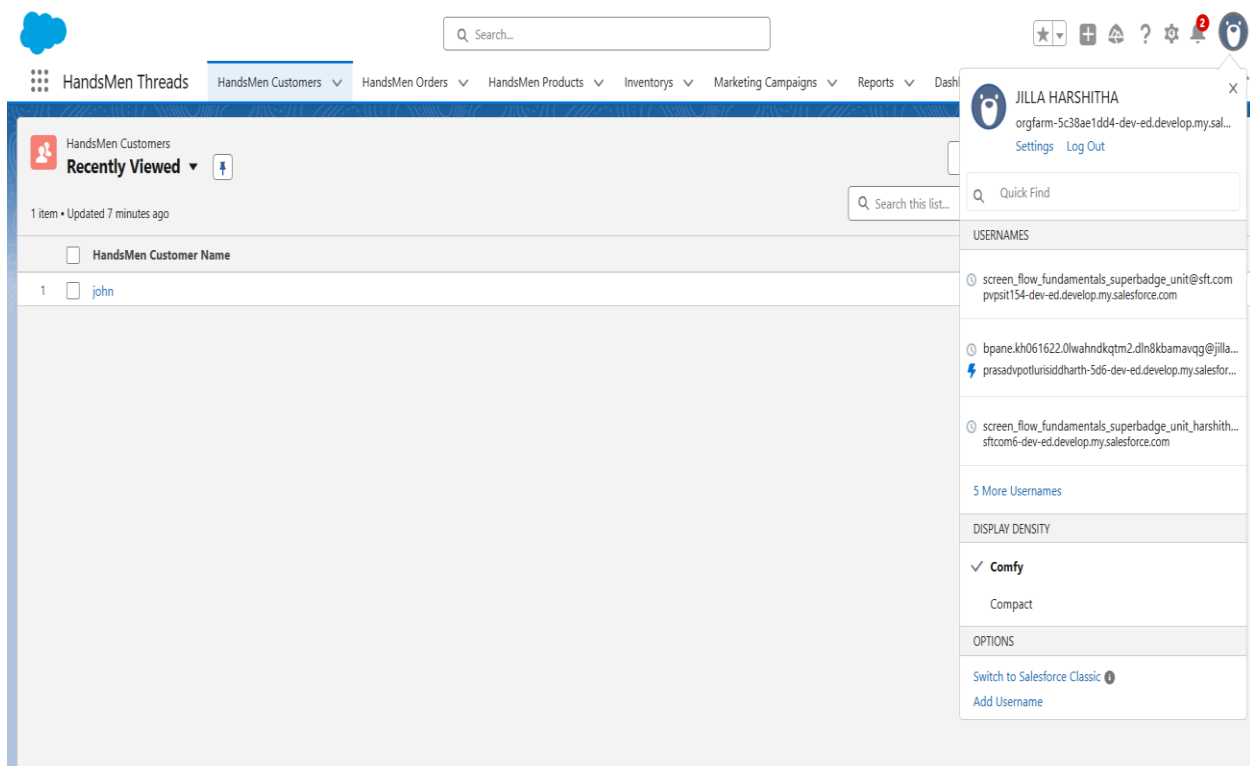 Search...
2
HandsMen Threads
HandsMen Customers
HandsMen Orders
HandsMen Products
Inventorys
Marketing Campaigns
Reports
Dashl
HandsMen Customers
Recently Viewed
1 item • Updated 7 minutes ago
Search this list...
HandsMen Customer Name
1 john
JILLA HARSHITHA
orgfarm-5c38ae1dd4-dev-ed.develop.my.sal...
Settings Log Out
Quick Find
USERNAMES
screen_flow_fundamentals_superbadge_unit@sft.com
pvpsit154-dev-ed.develop.my.salesforce.com
bpane.kh061622.0lwahndkqtm2.dln8kbamavqg@jilla...
prasadvpotlurisiddharth-5d6-dev-ed.develop.my.salesfor...
screen_flow_fundamentals_superbadge_unit_harshith...
sftcom6-dev-ed.develop.my.salesforce.com
5 More Usernames
DISPLAY DENSITY
Comfy
Compact
OPTIONS
Switch to Salesforce Classic
Add Username